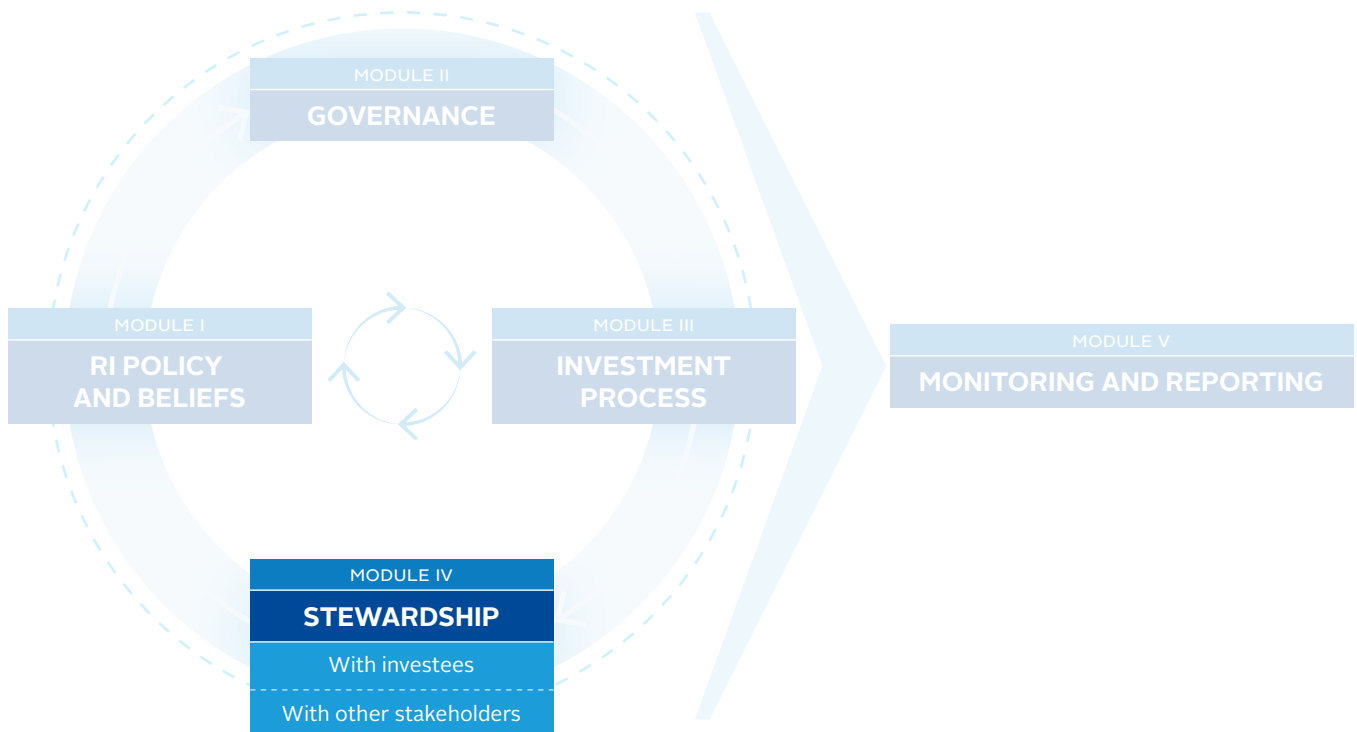 MODULE II
GOVERNANCE
MODULE I
RI POLICY
AND BELIEFS
MODULE III
INVESTMENT
PROCESS
MODULE V
MONITORING AND REPORTING
MODULE IV
STEWARDSHIP
With investees
With other stakeholders